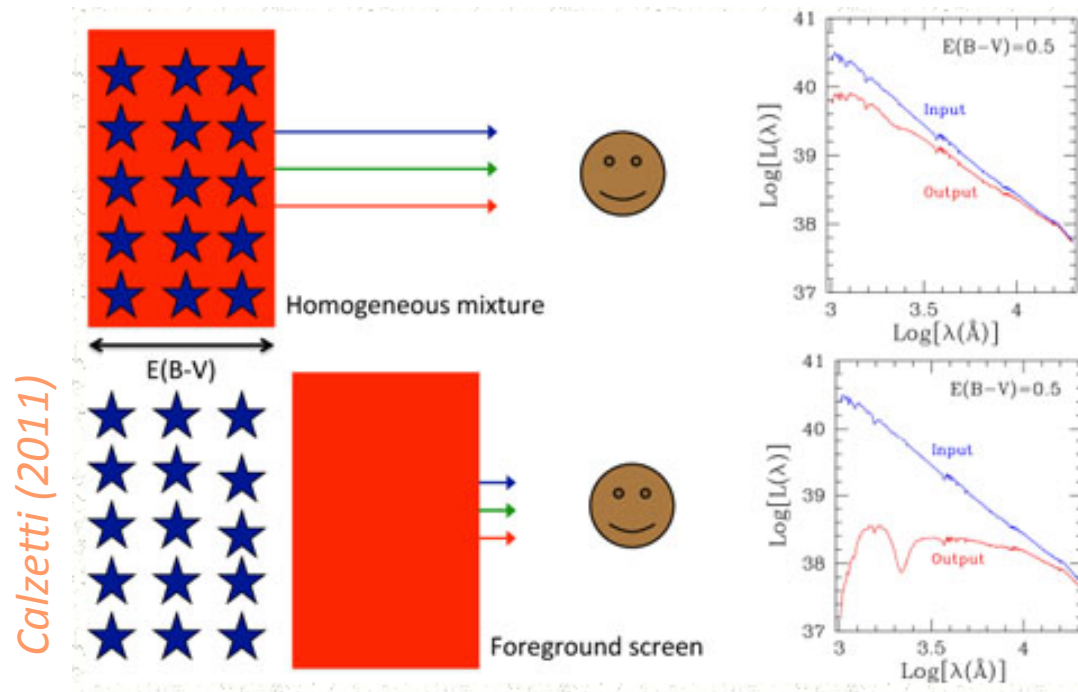 Homogeneous mixture
E(B-V)
Foreground screen
Calzetti (2011)
E(B−V)=0.5
Input
Output
Log[L(λ)]
41
40
39
38
37
3
3.5
4
Log[λ(Å)]
E(B−V)=0.5
Input
Output
Log[L(λ)]
41
40
39
38
37
3
3.5
4
Log[λ(Å)]